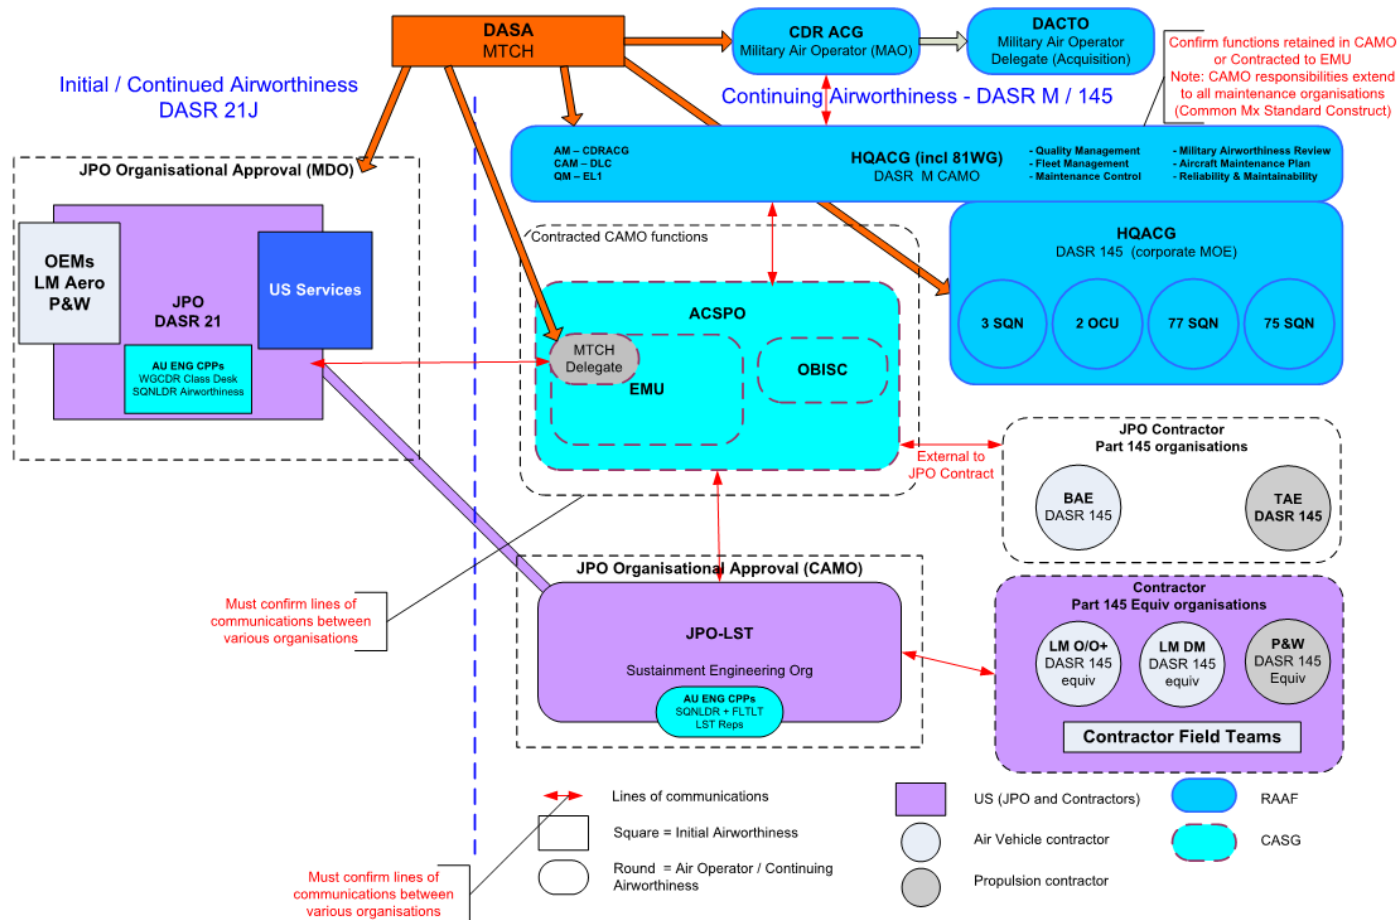 DASA
MTCH
CDR ACG
Military Air Operator (MAO)
DACTO
Military Air Operator
Delegate (Acquisition)
Confirm functions retained in CAMO
or Contracted to EMU
Note: CAMO responsibilities extend
to all maintenance organisations
(Common Mx Standard Construct)
Initial / Continued Airworthiness
DASR 21J
Continuing Airworthiness - DASR M / 145
AM – CDRACG
CAM – DLC
QM – EL1
HQACG (incl 81WG)
DASR M CAMO
- Quality Management
- Fleet Management
- Maintenance Control
- Military Airworthiness Review
- Aircraft Maintenance Plan
- Reliability & Maintainability
JPO Organisational Approval (MDO)
OEMs
LM Aero
P&W
JPO
DASR 21
US Services
AU ENG CPPs
WGCDR Class Desk
SQNLDR Airworthiness
Contracted CAMO functions
ACSPO
MTCH
Delegate
EMU
OBISC
HQACG
DASR 145 (corporate MOE)
3 SQN
2 OCU
77 SQN
75 SQN
External to
JPO Contract
JPO Contractor
Part 145 organisations
BAE
DASR 145
TAE
DASR 145
Must confirm lines of
communications between
various organisations
JPO Organisational Approval (CAMO)
JPO-LST
Sustainment Engineering Org
AU ENG CPPs
SQNLDR + FLTLT
LST Reps
Contractor
Part 145 Equiv organisations
LM O/O+
DASR 145
equiv
LM DM
DASR 145
equiv
P&W
DASR 145
Equiv
Contractor Field Teams
Lines of communications
Square = Initial Airworthiness
Round = Air Operator / Continuing
Airworthiness
US (JPO and Contractors)
Air Vehicle contractor
Propulsion contractor
RAAF
CASG
Must confirm lines of
communications between
various organisations